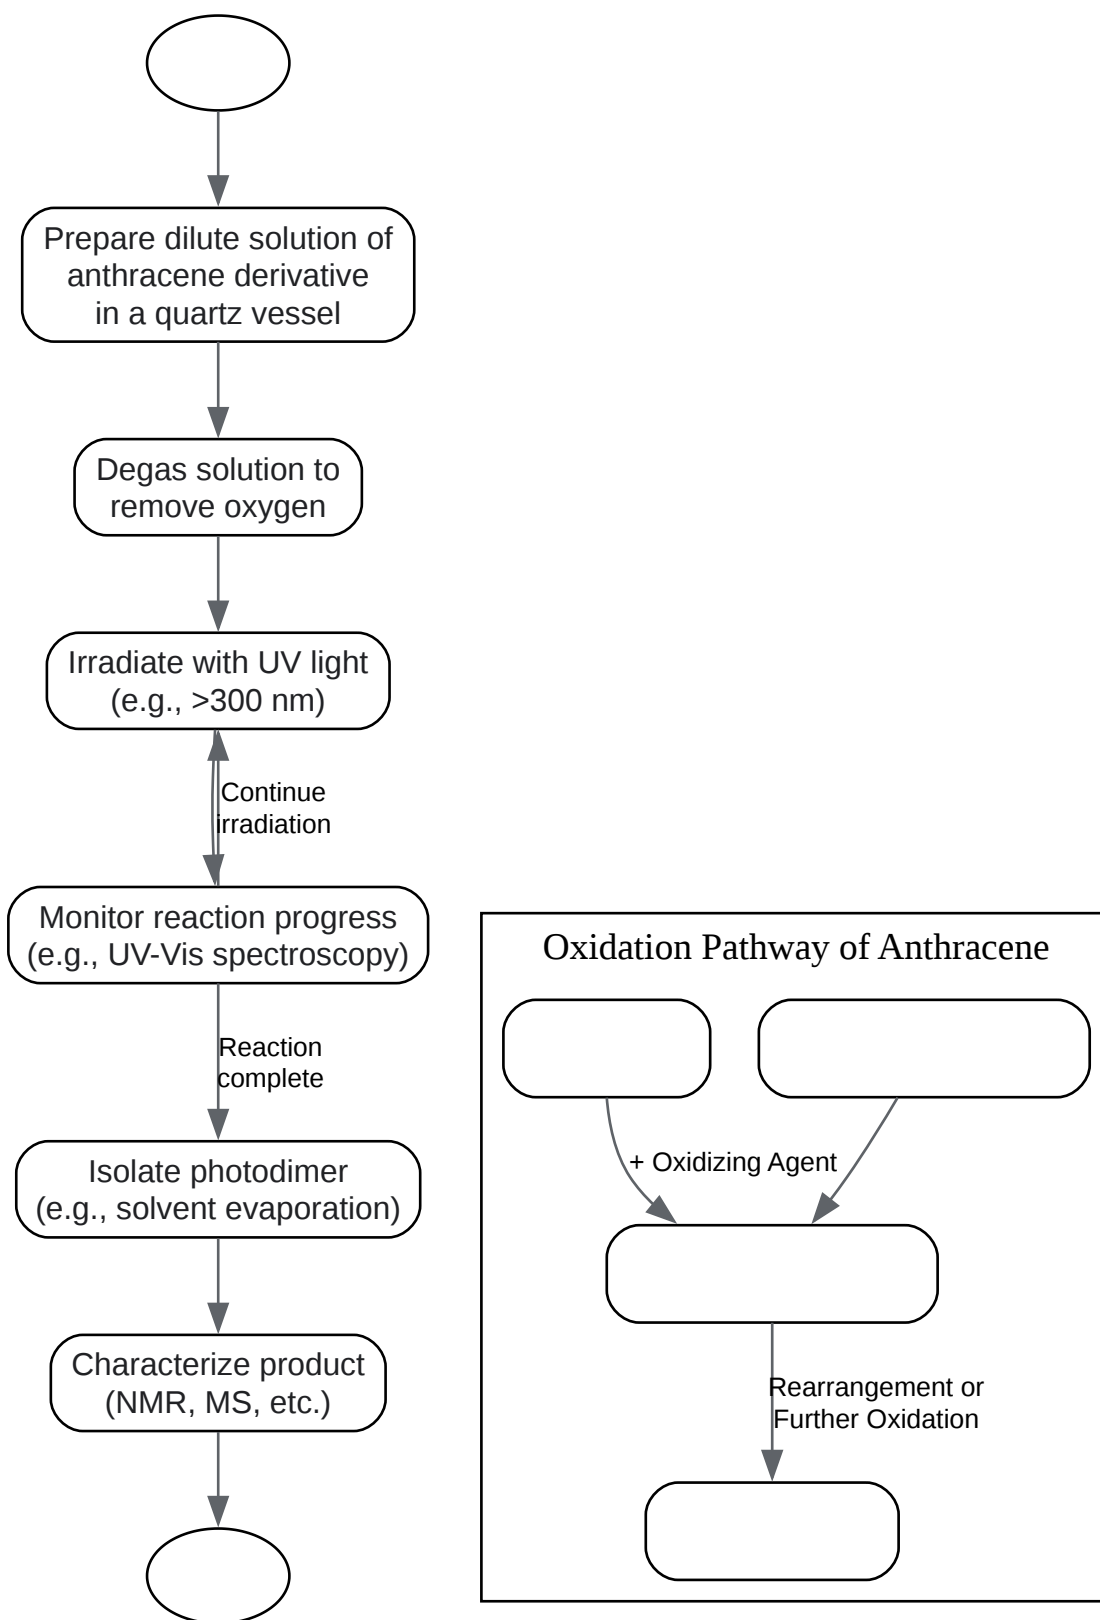 Prepare dilute solution of
anthracene derivative
in a quartz vessel
Degas solution to
remove oxygen
Irradiate with UV light
(e.g., >300 nm)
Continue
irradiation
Monitor reaction progress
(e.g., UV-Vis spectroscopy)
Reaction
complete
Isolate photodimer
(e.g., solvent evaporation)
Characterize product
(NMR, MS, etc.)
Oxidation Pathway of Anthracene
+ Oxidizing Agent
Rearrangement or
Further Oxidation